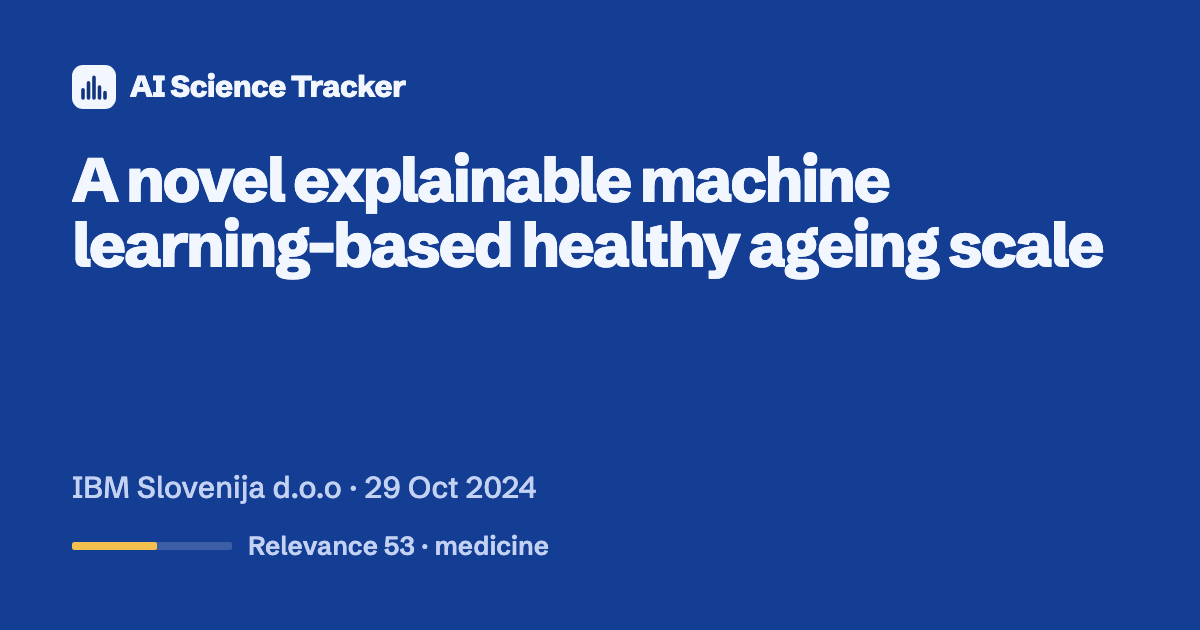 AI Science Tracker
A novel explainable machine
learning-based healthy ageing scale
IBM Slovenija d.o.o · 29 Oct 2024
Relevance 53 · medicine